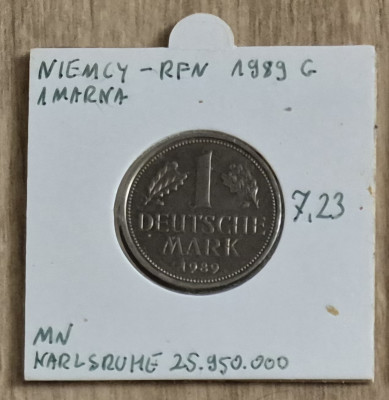 NIEMCY - RFN 1989 G
1 MARKA
1
DEUTSCHE
MARK
1989
7,23
MN
KARLSRUHE 25.950.000